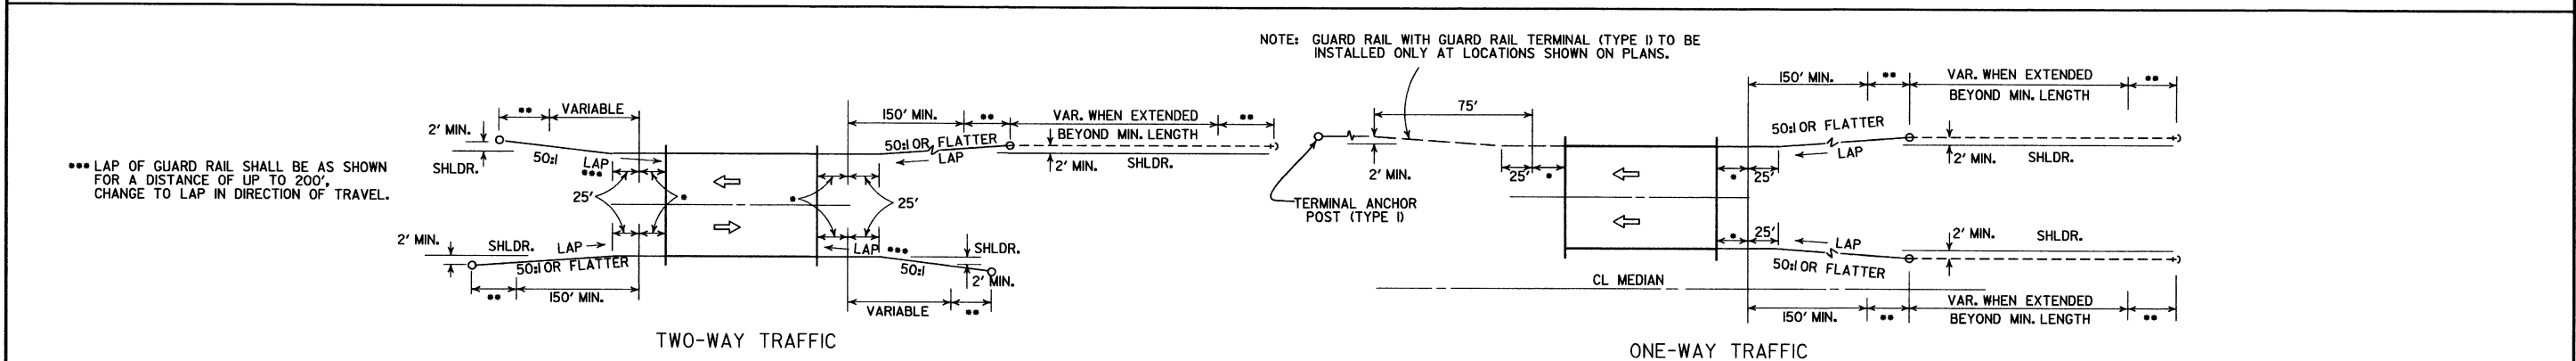 NOTE: GUARD RAIL WITH GUARD RAIL TERMINAL (TYPE I) TO BE
INSTALLED ONLY AT LOCATIONS SHOWN ON PLANS.
** VARIABLE
2' MIN.
SHLDR.
50:1
LAP
***
150' MIN. ** VAR. WHEN EXTENDED **
BEYOND MIN. LENGTH
50:1 OR FLATTER
LAP
2' MIN. SHLDR.
*** LAP OF GUARD RAIL SHALL BE AS SHOWN
FOR A DISTANCE OF UP TO 200',
CHANGE TO LAP IN DIRECTION OF TRAVEL.
25' * * 25'
2' MIN. SHLDR. LAP
50:1 OR FLATTER
** 150' MIN.
LAP *** SHLDR.
50:1
2' MIN.
VARIABLE **
TWO-WAY TRAFFIC
75'
2' MIN.
25' *
TERMINAL ANCHOR
POST (TYPE I)
150' MIN. ** VAR. WHEN EXTENDED **
BEYOND MIN. LENGTH
50:1 OR FLATTER
LAP
2' MIN. SHLDR.
* 25'
* 25'
LAP
2' MIN. SHLDR.
50:1 OR FLATTER
CL MEDIAN
150' MIN. ** VAR. WHEN EXTENDED **
BEYOND MIN. LENGTH
ONE-WAY TRAFFIC